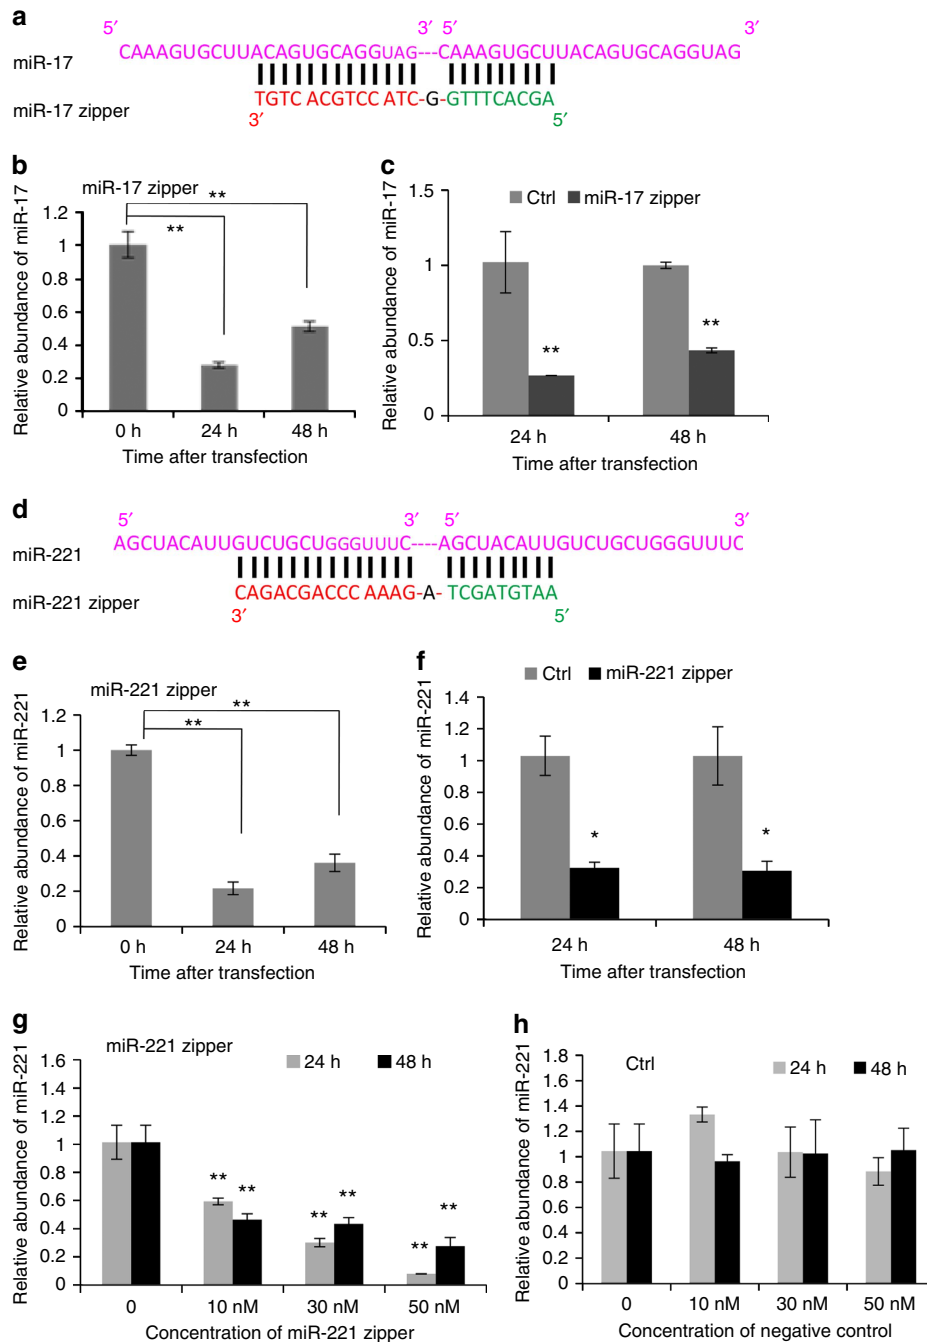 a
5′ 3′ 5′ 3′
CAAAGUGCUUACAGUGCAGGUAG---CAAAGUGCUUACAGUGCAGGUAG
miR-17
miR-17 zipper
TGTC ACGTCC ATC-G-GTTTCACGA
3′ 5′
b
miR-17 zipper
**
**
Relative abundance of miR-17
1.2
1
0.8
0.6
0.4
0.2
0
0 h 24 h 48 h
Time after transfection
c
Ctrl miR-17 zipper
Relative abundance of miR-17
1.5
1
0.5
0
**
**
24 h 48 h
Time after transfection
d
5′ 3′ 5′ 3′
AGCUACAUUGUCUGCUGGGUUUC----AGCUACAUUGUCUGCUGGGUUUC
miR-221
miR-221 zipper
CAGACGACCC AAAG-A- TCGATGTAA
3′ 5′
e
miR-221 zipper
**
**
Relative abundance of miR-221
1.2
1
0.8
0.6
0.4
0.2
0
0 h 24 h 48 h
Time after transfection
f
Ctrl miR-221 zipper
Relative abundance of miR-221
1.4
1.2
1
0.8
0.6
0.4
0.2
0
*
*
24 h 48 h
Time after transfection
g
miR-221 zipper
24 h 48 h
Relative abundance of miR-221
1.6
1.4
1.2
1
0.8
0.6
0.4
0.2
0
** **
** **
** **
0 10 nM 30 nM 50 nM
Concentration of miR-221 zipper
h
Ctrl
24 h 48 h
Relative abundance of miR-221
1.8
1.6
1.4
1.2
1
0.8
0.6
0.4
0.2
0
0 10 nM 30 nM 50 nM
Concentration of negative control